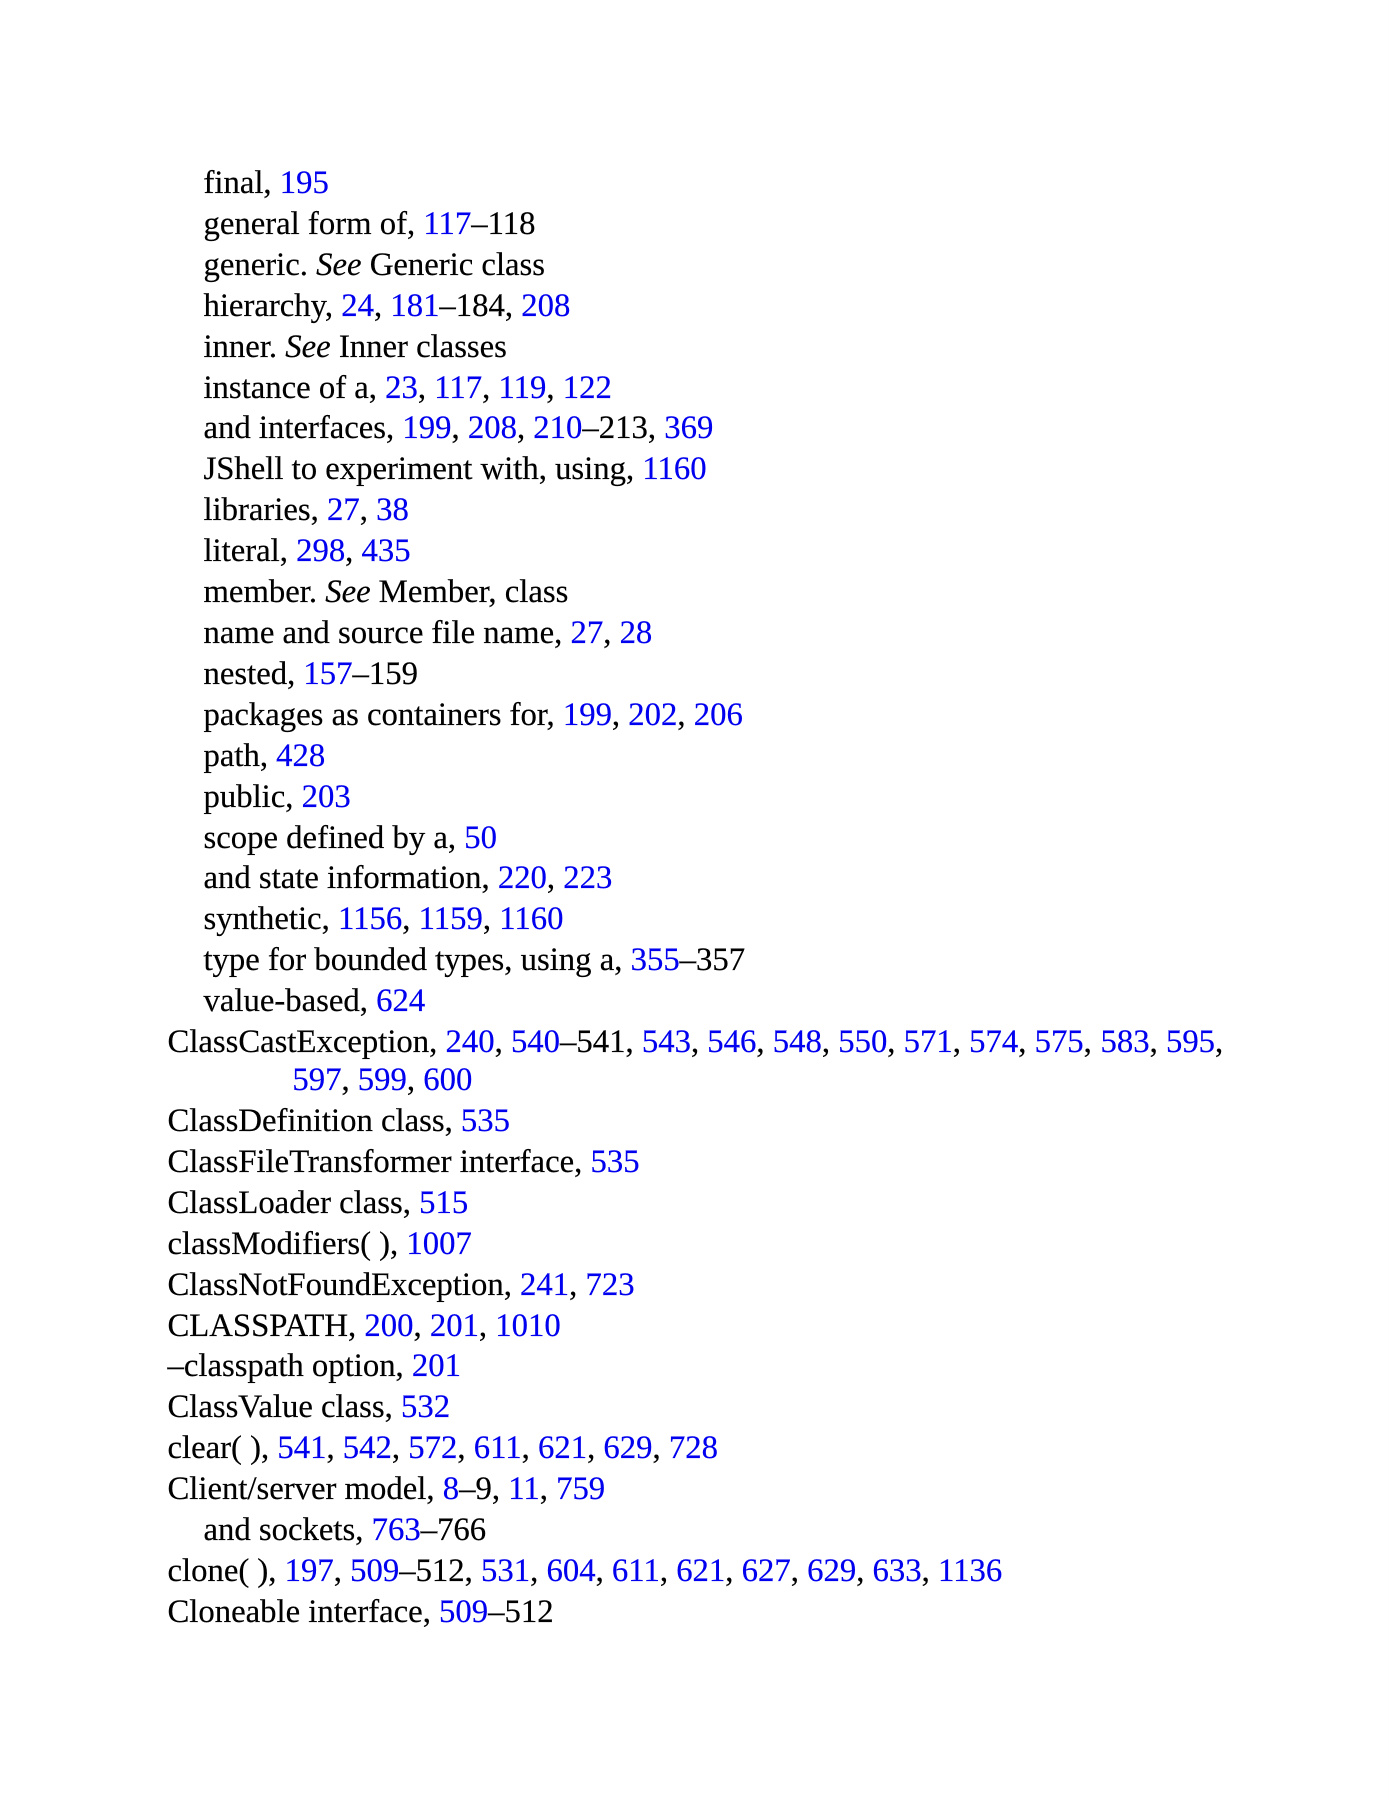 final, 195
general form of, 117–118
generic. See Generic class
hierarchy, 24, 181–184, 208
inner. See Inner classes
instance of a, 23, 117, 119, 122
and interfaces, 199, 208, 210–213, 369
JShell to experiment with, using, 1160
libraries, 27, 38
literal, 298, 435
member. See Member, class
name and source file name, 27, 28
nested, 157–159
packages as containers for, 199, 202, 206
path, 428
public, 203
scope defined by a, 50
and state information, 220, 223
synthetic, 1156, 1159, 1160
type for bounded types, using a, 355–357
value-based, 624
ClassCastException, 240, 540–541, 543, 546, 548, 550, 571, 574, 575, 583, 595,
597, 599, 600
ClassDefinition class, 535
ClassFileTransformer interface, 535
ClassLoader class, 515
classModifiers( ), 1007
ClassNotFoundException, 241, 723
CLASSPATH, 200, 201, 1010
–classpath option, 201
ClassValue class, 532
clear( ), 541, 542, 572, 611, 621, 629, 728
Client/server model, 8–9, 11, 759
and sockets, 763–766
clone( ), 197, 509–512, 531, 604, 611, 621, 627, 629, 633, 1136
Cloneable interface, 509–512